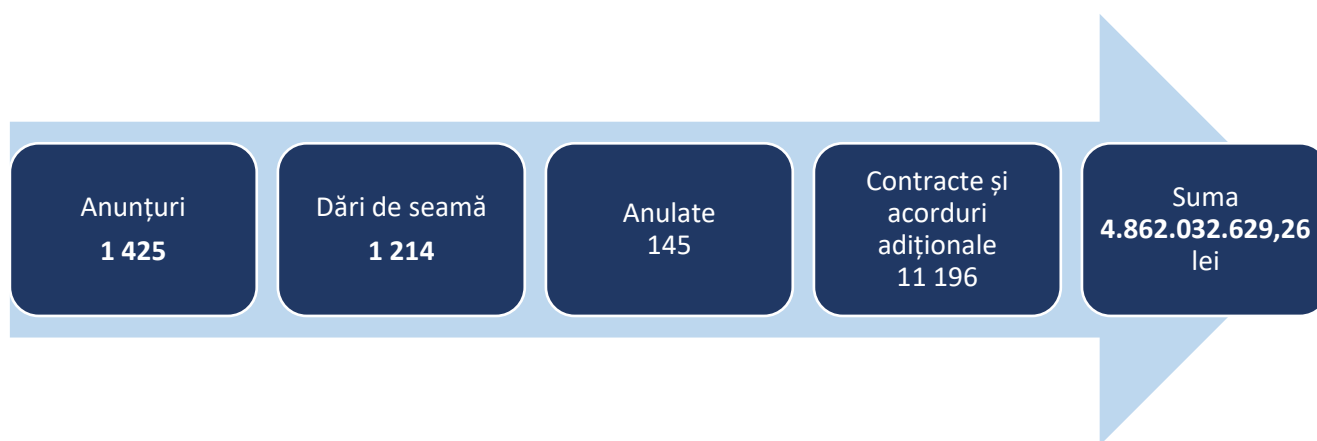 Anunțuri
1 425
Dări de seamă
1 214
Anulate
145
Contracte și
acorduri
adiționale
11 196
Suma
4.862.032.629,26
lei